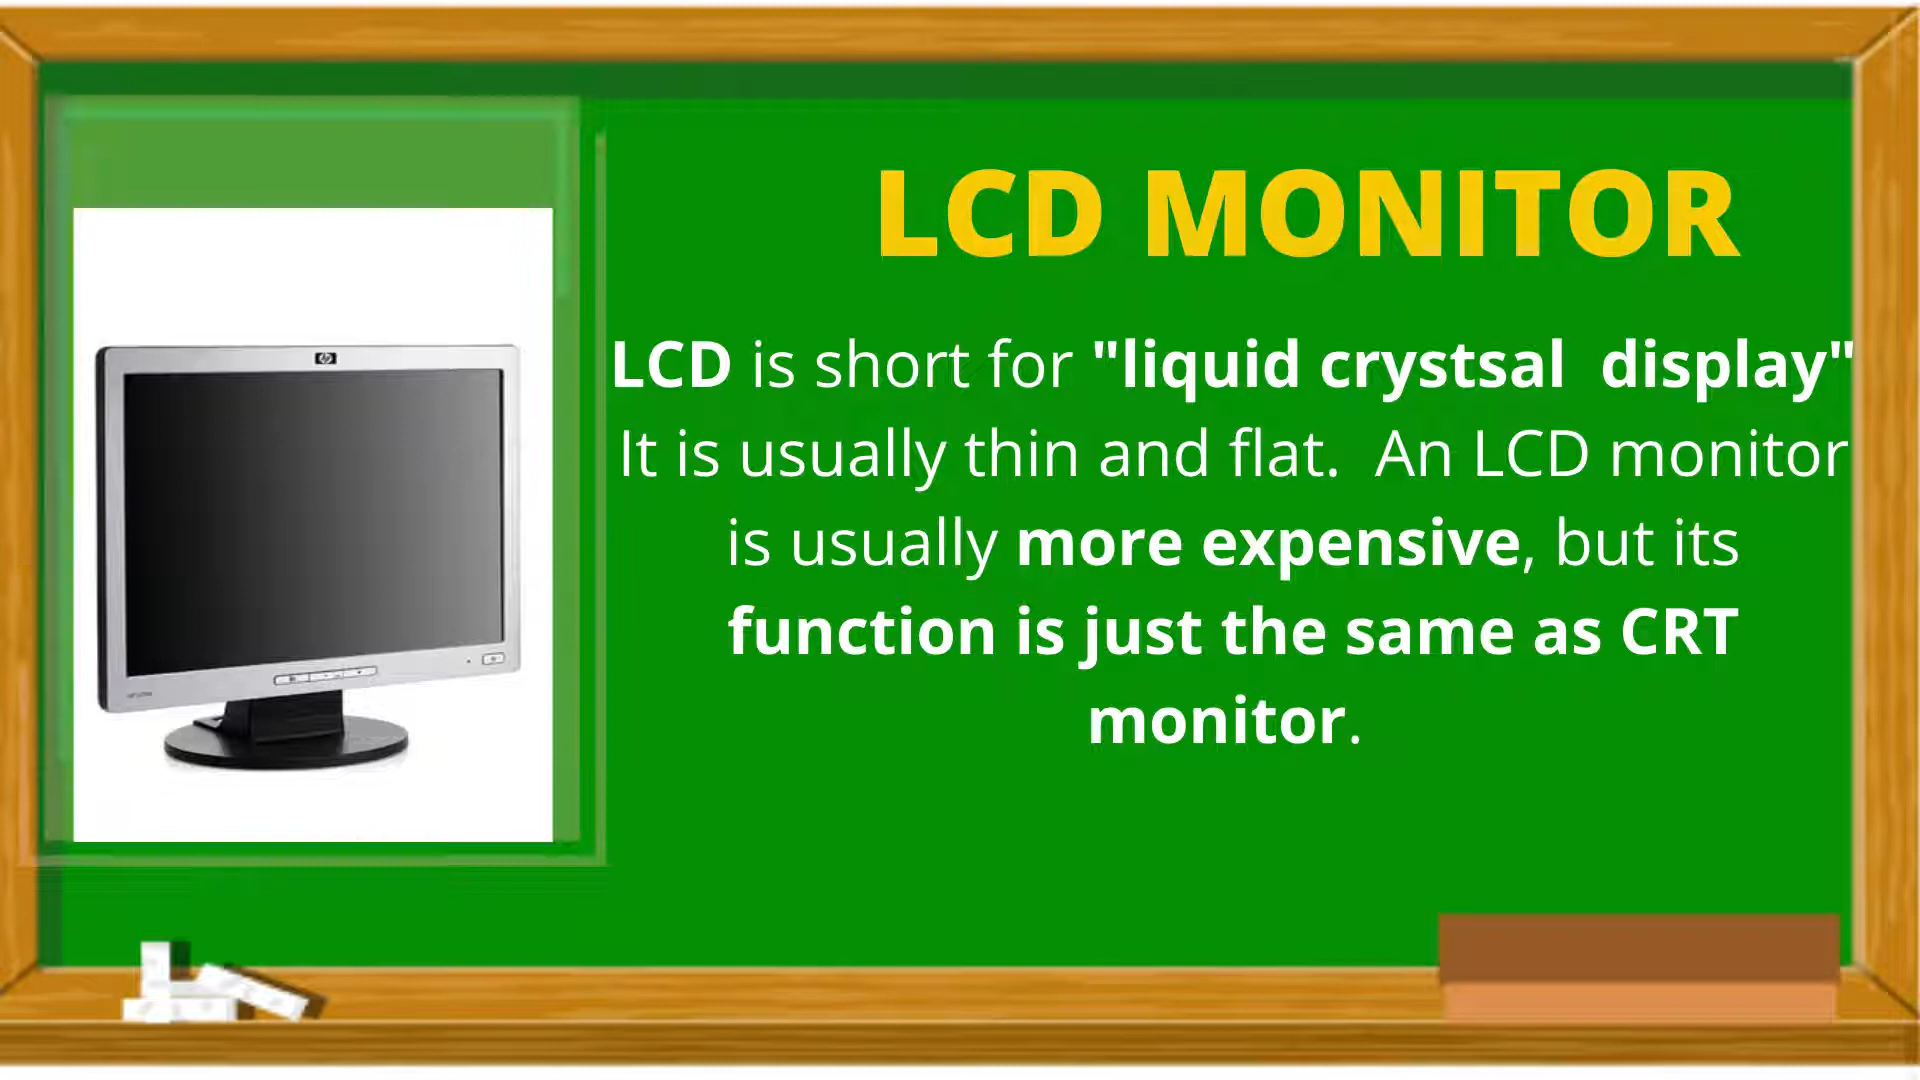 LCD MONITOR
LCD is short for "liquid crystsal  display"
It is usually thin and flat.  An LCD monitor
is usually more expensive, but its
function is just the same as CRT
monitor.
hp